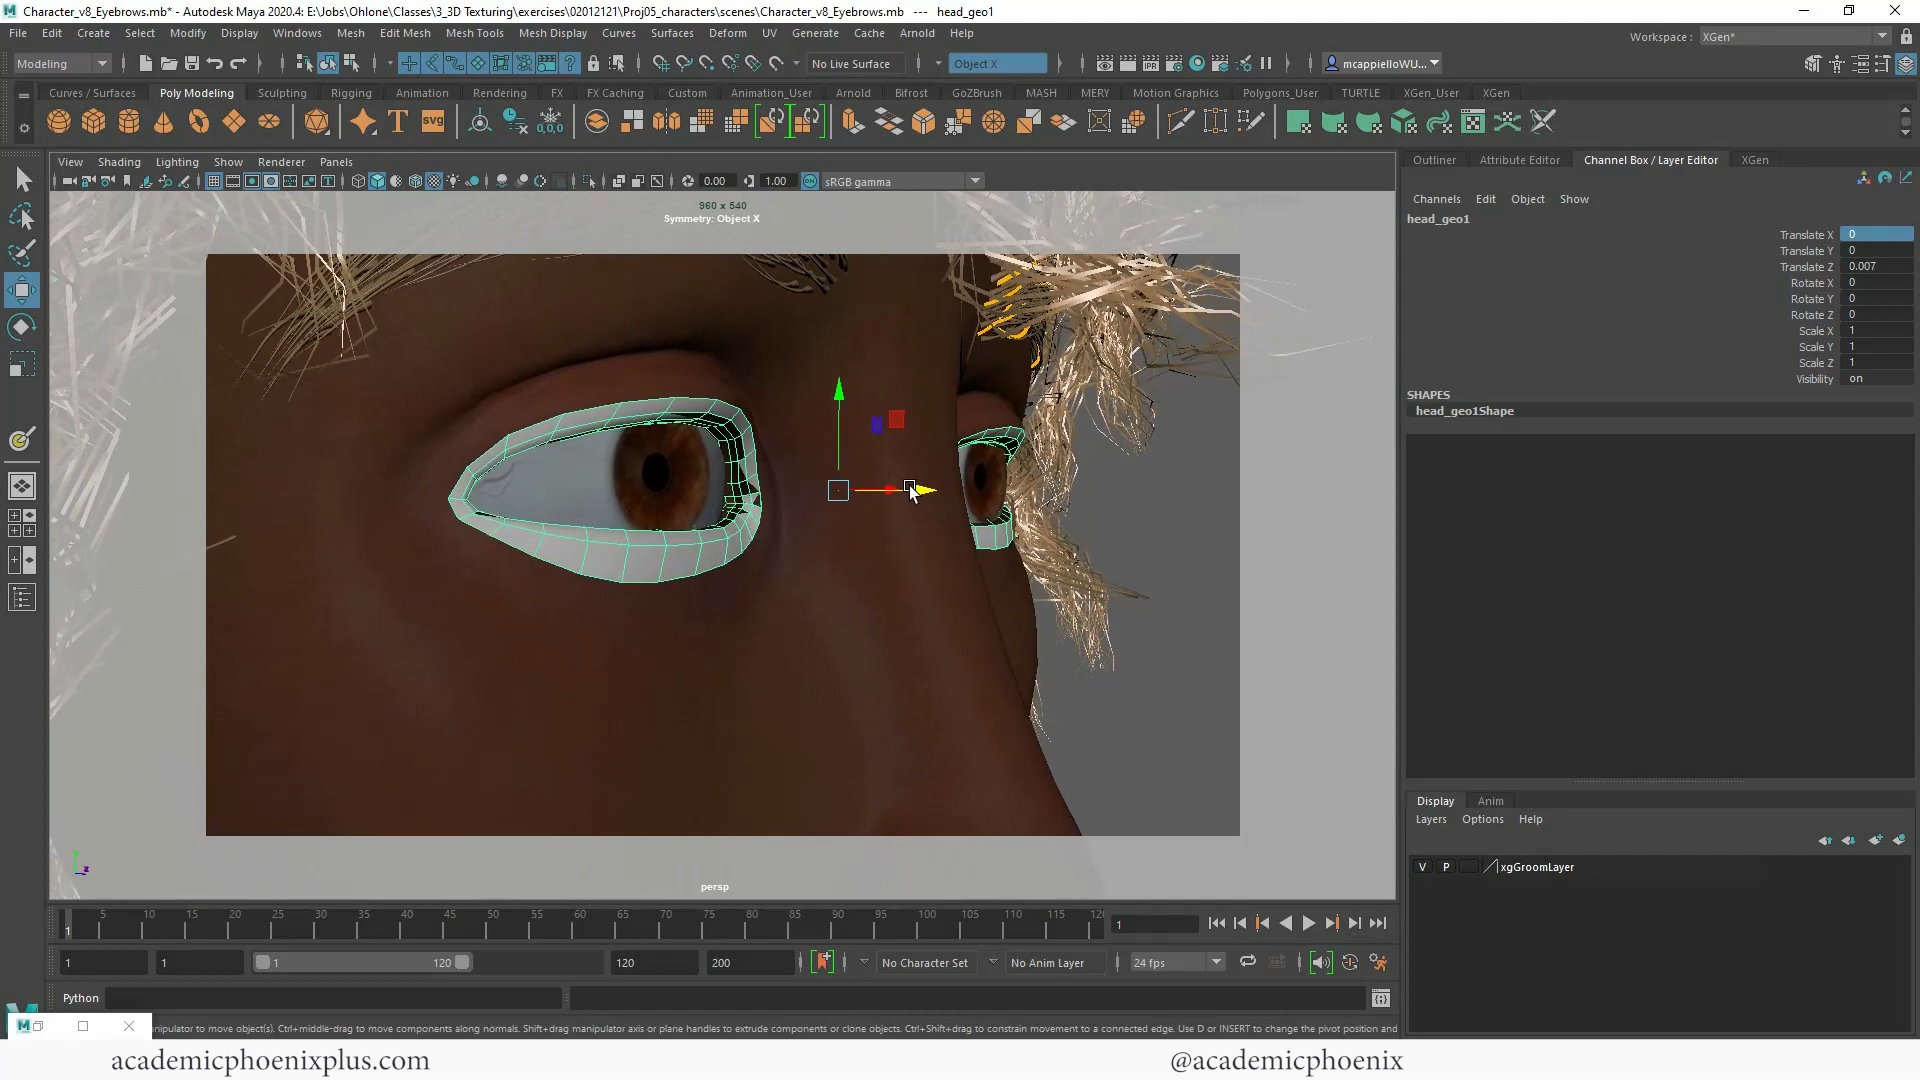 Character_v8_Eyebrows.mb* - Autodesk Maya 2020.4: E:\Jobs\Ohlone\Classes\3_3D Texturing\exercises\02012121\Proj05_characters\scenes\Character_v8_Eyebrows.mb --- head_geo1
File Edit Create Select Modify Display Windows Mesh Edit Mesh Mesh Tools Mesh Display Curves Surfaces Deform UV Generate Cache Arnold Help
Workspace : XGen*
Modeling No Live Surface Object X mcappielloWU...
Curves / Surfaces Poly Modeling Sculpting Rigging Animation Rendering FX FX Caching Custom Animation_User Arnold Bifrost GoZBrush MASH MERY Motion Graphics Polygons_User TURTLE XGen_User XGen
T svg 0,0,0
View Shading Lighting Show Renderer Panels
0.00 1.00 ON sRGB gamma
960 x 540
Symmetry: Object X
persp
Outliner Attribute Editor Channel Box / Layer Editor XGen
Channels Edit Object Show
head_geo1
Translate X 0
Translate Y 0
Translate Z 0.007
Rotate X 0
Rotate Y 0
Rotate Z 0
Scale X 1
Scale Y 1
Scale Z 1
Visibility on
SHAPES
head_geo1Shape
Display Anim
Layers Options Help
V P xgGroomLayer
5 10 15 20 25 30 35 40 45 50 55 60 65 70 75 80 85 90 95 100 105 110 115 120
1 1
1 1 1 120 120 200 No Character Set No Anim Layer 24 fps
Python
anipulator to move object(s). Ctrl+middle-drag to move components along normals. Shift+drag manipulator axis or plane handles to extrude components or clone objects. Ctrl+Shift+drag to constrain movement to a connected edge. Use D or INSERT to change the pivot position and
academicphoenixplus.com
@academicphoenix